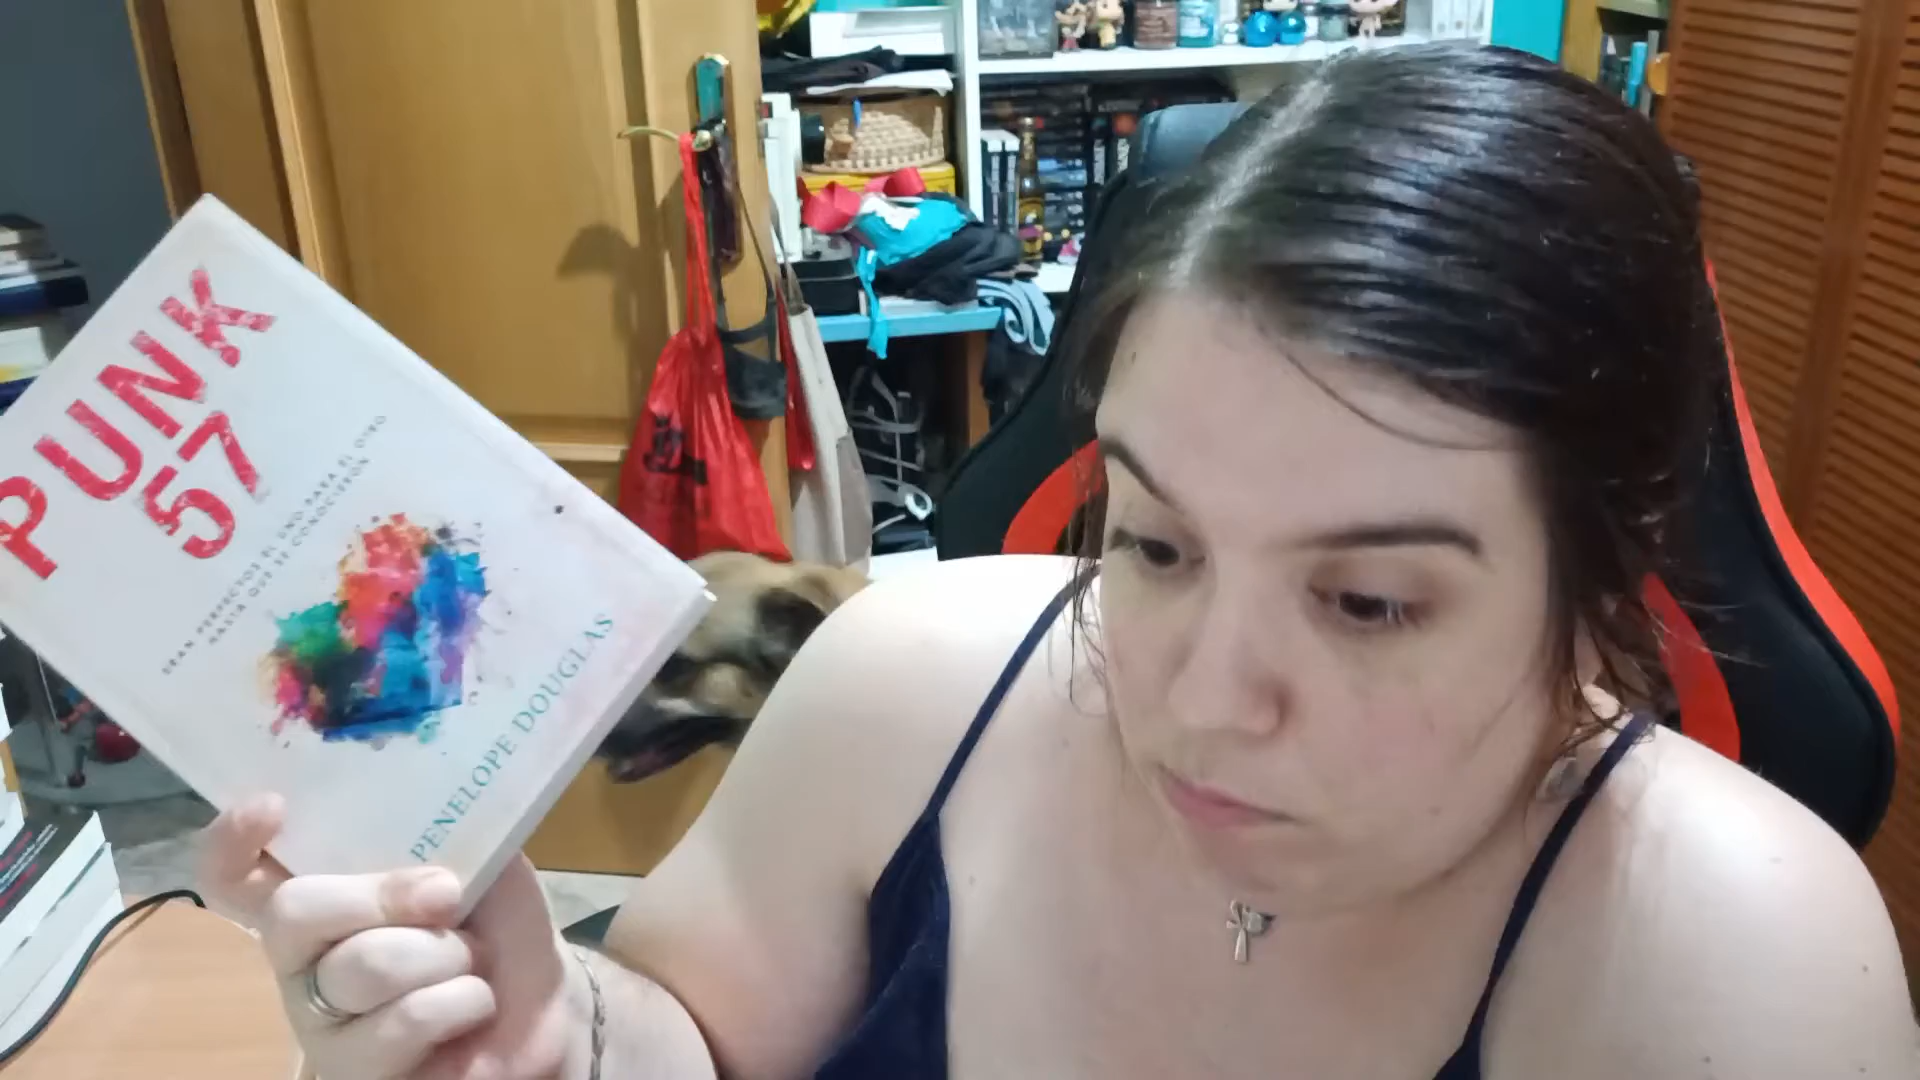 PUNK
57
ERAN PERFECTOS EL UNO PARA EL OTRO
HASTA QUE SE CONOCIERON
PENELOPE DOUGLAS